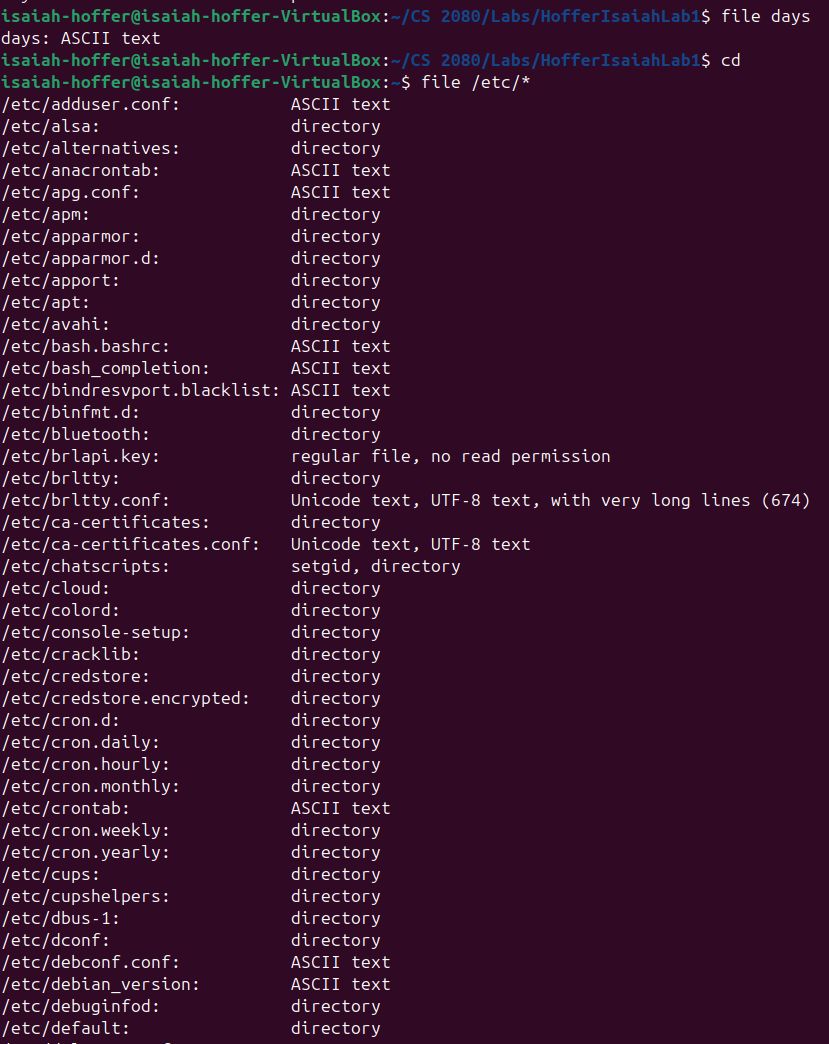 isaiah-hoffer@isaiah-hoffer-VirtualBox:~/CS 2080/Labs/HofferIsaiahLab1$ file days
days: ASCII text
isaiah-hoffer@isaiah-hoffer-VirtualBox:~/CS 2080/Labs/HofferIsaiahLab1$ cd
isaiah-hoffer@isaiah-hoffer-VirtualBox:~$ file /etc/*
/etc/adduser.conf:           ASCII text
/etc/alsa:                   directory
/etc/alternatives:           directory
/etc/anacrontab:             ASCII text
/etc/apg.conf:               ASCII text
/etc/apm:                    directory
/etc/apparmor:               directory
/etc/apparmor.d:             directory
/etc/apport:                 directory
/etc/apt:                    directory
/etc/avahi:                  directory
/etc/bash.bashrc:            ASCII text
/etc/bash_completion:        ASCII text
/etc/bindresvport.blacklist: ASCII text
/etc/binfmt.d:               directory
/etc/bluetooth:              directory
/etc/brlapi.key:             regular file, no read permission
/etc/brltty:                 directory
/etc/brltty.conf:            Unicode text, UTF-8 text, with very long lines (674)
/etc/ca-certificates:        directory
/etc/ca-certificates.conf:   Unicode text, UTF-8 text
/etc/chatscripts:            setgid, directory
/etc/cloud:                  directory
/etc/colord:                 directory
/etc/console-setup:          directory
/etc/cracklib:               directory
/etc/credstore:              directory
/etc/credstore.encrypted:    directory
/etc/cron.d:                 directory
/etc/cron.daily:             directory
/etc/cron.hourly:            directory
/etc/cron.monthly:           directory
/etc/crontab:                ASCII text
/etc/cron.weekly:            directory
/etc/cron.yearly:            directory
/etc/cups:                   directory
/etc/cupshelpers:            directory
/etc/dbus-1:                 directory
/etc/dconf:                  directory
/etc/debconf.conf:           ASCII text
/etc/debian_version:         ASCII text
/etc/debuginfod:             directory
/etc/default:                directory